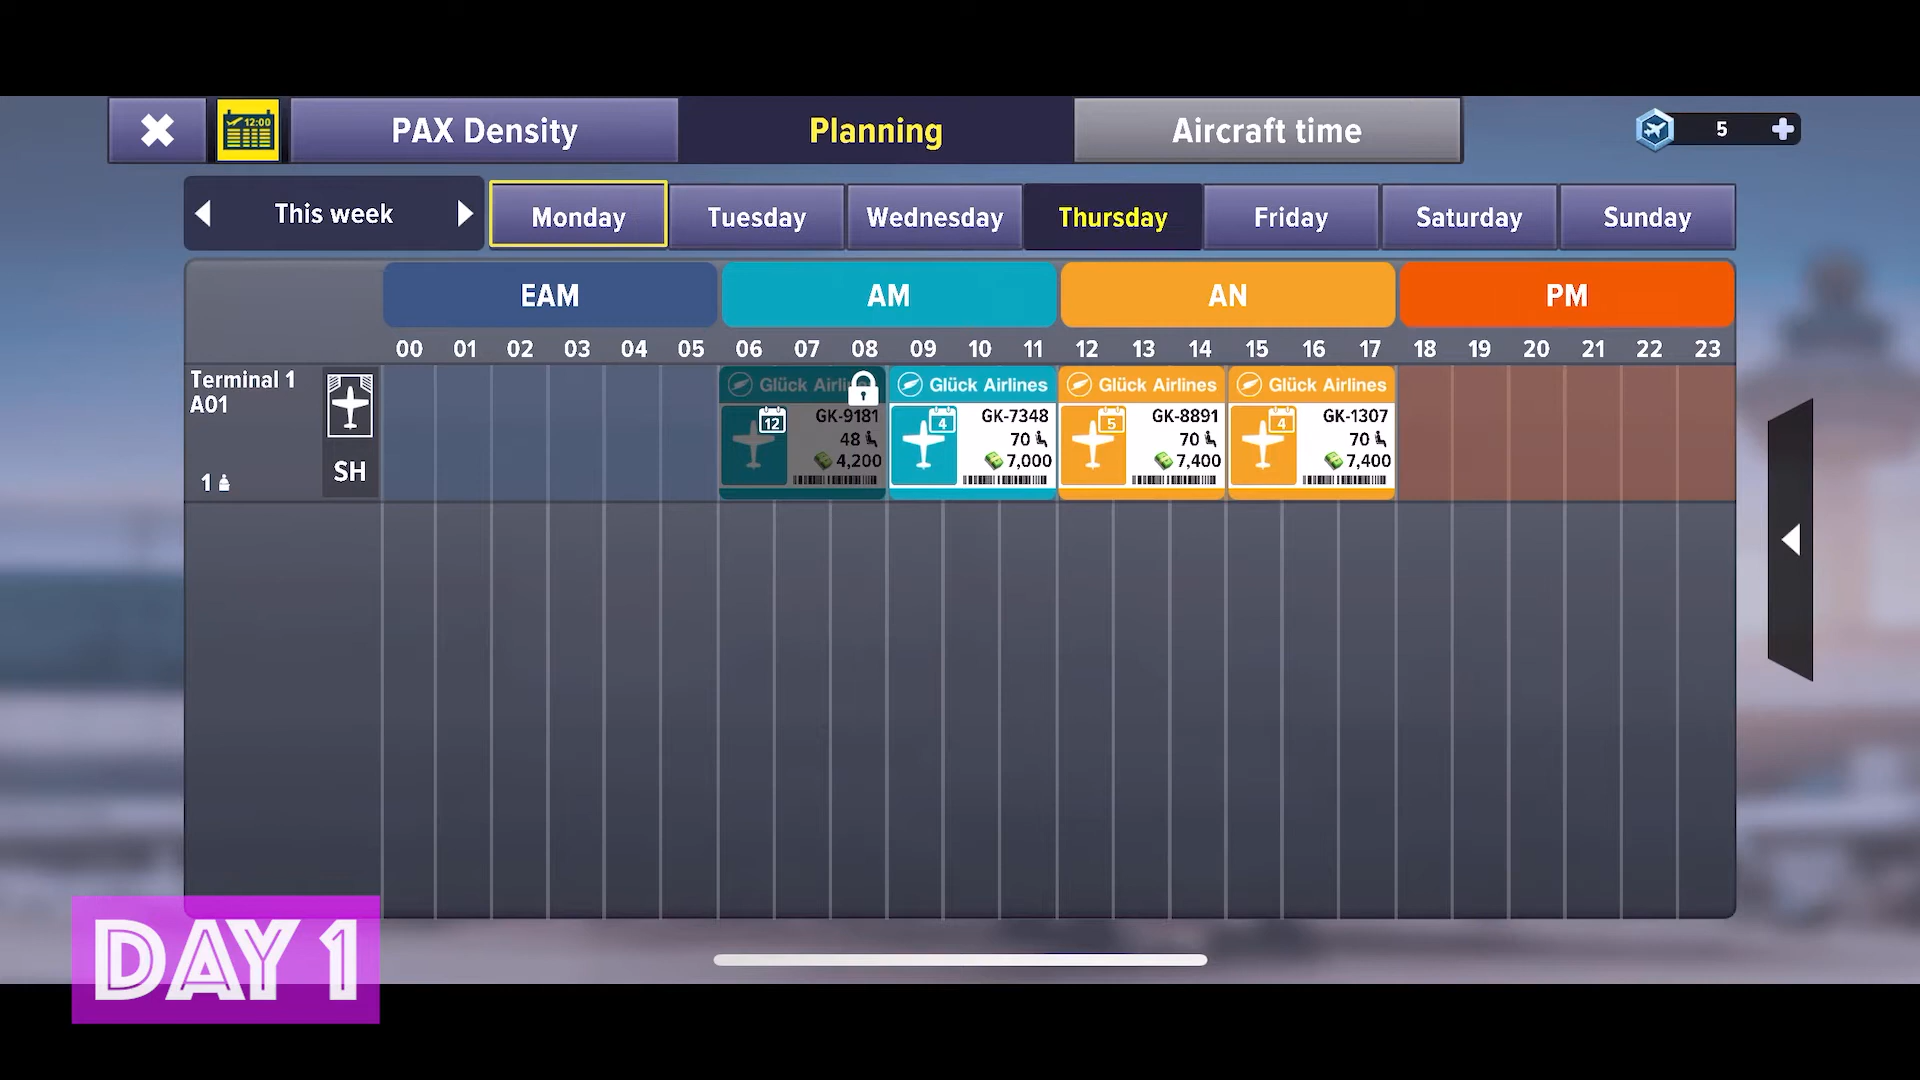 12:00
PAX Density
Planning
Aircraft time
5
This week
Monday
Tuesday
Wednesday
Thursday
Friday
Saturday
Sunday
EAM
AM
AN
PM
00 01 02 03 04 05 06 07 08 09 10 11 12 13 14 15 16 17 18 19 20 21 22 23
Terminal 1
A01
1
SH
Glück Airlin
12
GK-9181
48
4,200
Glück Airlines
4
GK-7348
70
7,000
Glück Airlines
5
GK-8891
70
7,400
Glück Airlines
4
GK-1307
70
7,400
DAY 1